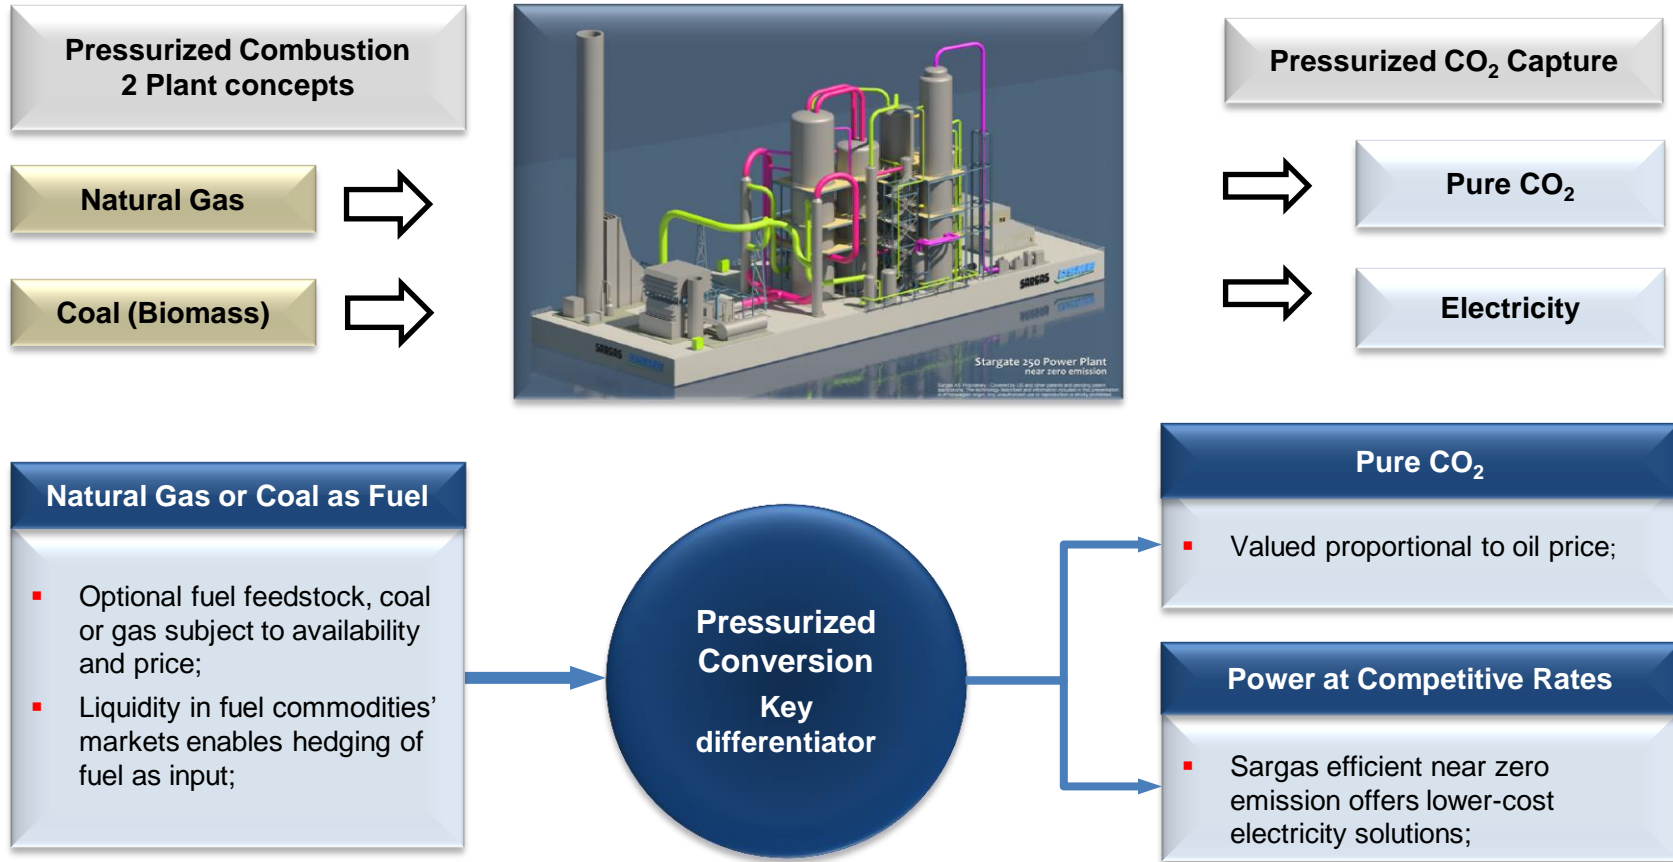 Pressurized Combustion
2 Plant concepts
Natural Gas
Coal (Biomass)
SARGAS
SARGAS
Stargate 250 Power Plant
near zero emission
Pressurized CO₂ Capture
Pure CO₂
Electricity
Natural Gas or Coal as Fuel
▪ Optional fuel feedstock, coal
or gas subject to availability
and price;
▪ Liquidity in fuel commodities’
markets enables hedging of
fuel as input;
Pressurized
Conversion
Key
differentiator
Pure CO₂
▪ Valued proportional to oil price;
Power at Competitive Rates
▪ Sargas efficient near zero
emission offers lower-cost
electricity solutions;